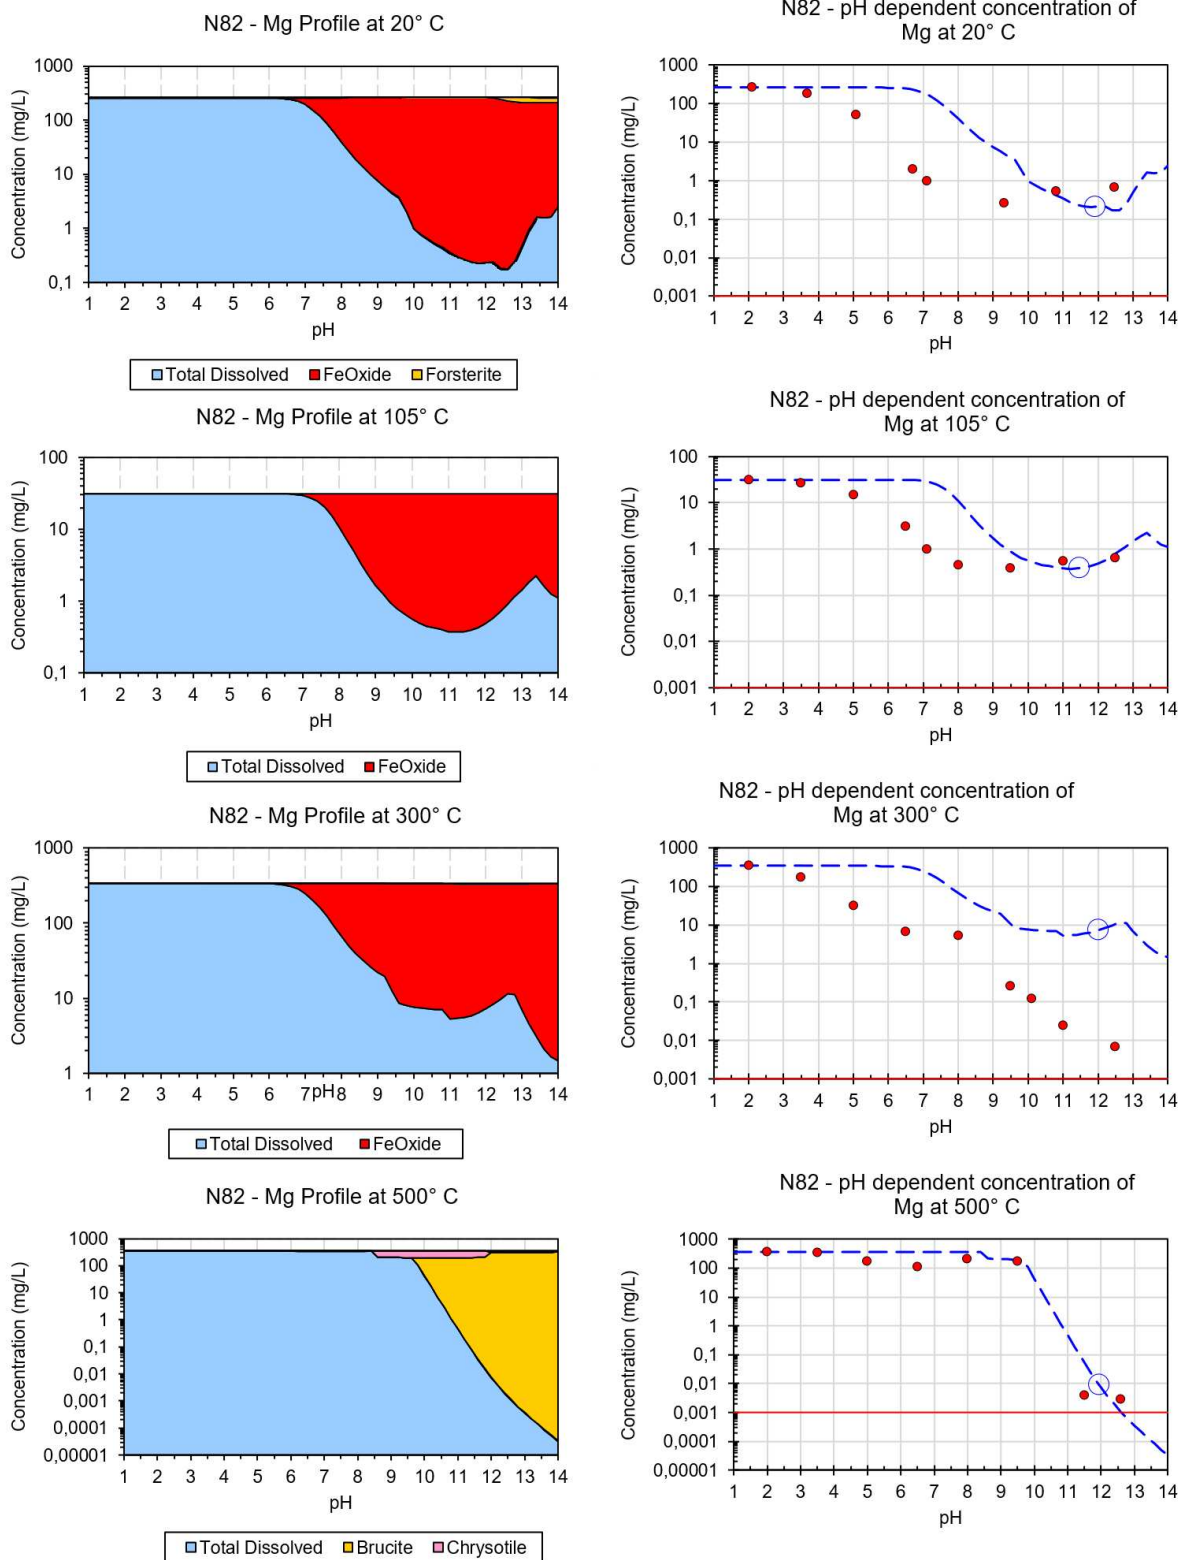 N82 - Mg Profile at 20° C
1000
100
10
1
0,1
Concentration (mg/L)
1 2 3 4 5 6 7 8 9 10 11 12 13 14
pH
Total Dissolved FeOxide Forsterite
N82 - pH dependent concentration of
Mg at 20° C
1000
100
10
1
0,1
0,01
0,001
Concentration (mg/L)
1 2 3 4 5 6 7 8 9 10 11 12 13 14
pH
N82 - Mg Profile at 105° C
100
10
1
0,1
Concentration (mg/L)
1 2 3 4 5 6 7 8 9 10 11 12 13 14
pH
Total Dissolved FeOxide
N82 - pH dependent concentration of
Mg at 105° C
100
10
1
0,1
0,01
0,001
Concentration (mg/L)
1 2 3 4 5 6 7 8 9 10 11 12 13 14
pH
N82 - Mg Profile at 300° C
1000
100
10
1
Concentration (mg/L)
1 2 3 4 5 6 7 8 9 10 11 12 13 14
pH
Total Dissolved FeOxide
N82 - pH dependent concentration of
Mg at 300° C
1000
100
10
1
0,1
0,01
0,001
Concentration (mg/L)
1 2 3 4 5 6 7 8 9 10 11 12 13 14
pH
N82 - Mg Profile at 500° C
1000
100
10
1
0,1
0,01
0,001
0,0001
0,00001
Concentration (mg/L)
1 2 3 4 5 6 7 8 9 10 11 12 13 14
pH
Total Dissolved Brucite Chrysotile
N82 - pH dependent concentration of
Mg at 500° C
1000
100
10
1
0,1
0,01
0,001
0,0001
0,00001
Concentration (mg/L)
1 2 3 4 5 6 7 8 9 10 11 12 13 14
pH